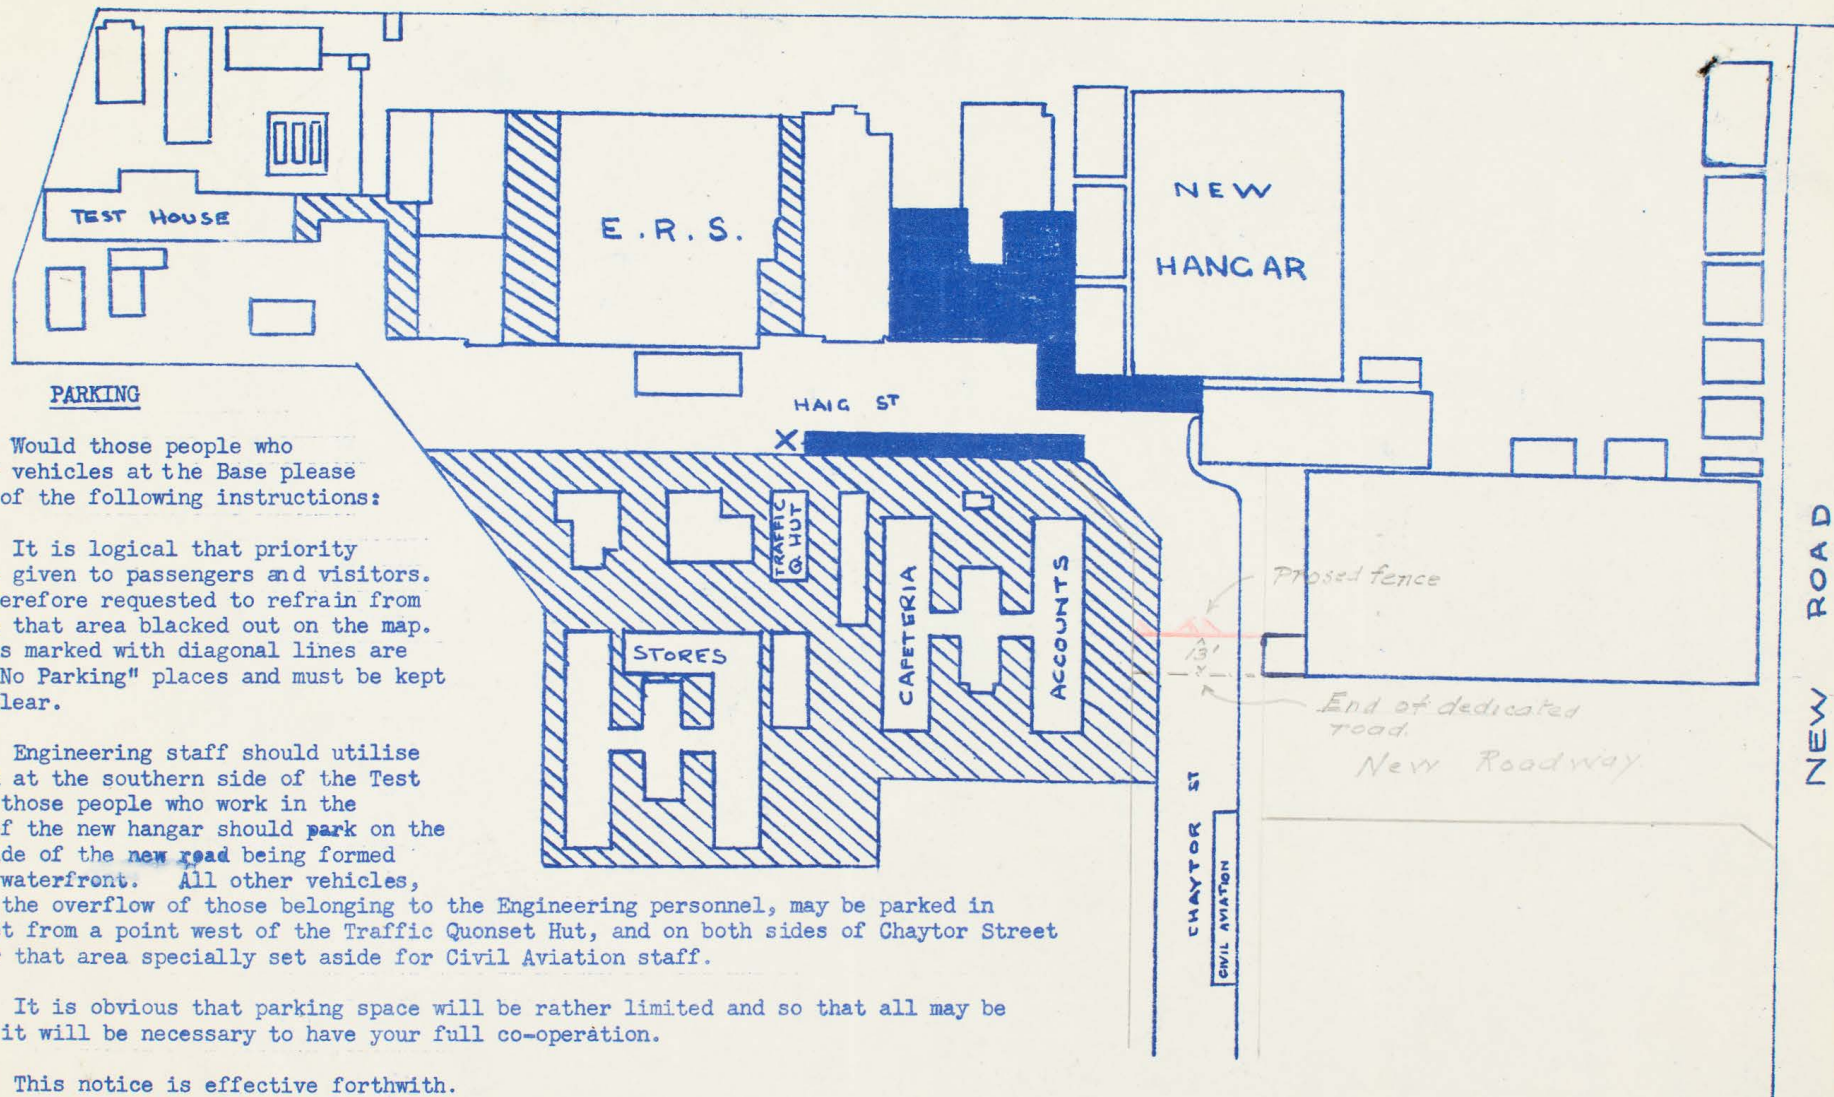 TEST HOUSE
E.R.S.
NEW
HANGAR
HAIG ST
X
TRAFFIC
Q HUT
CAFETERIA
ACCOUNTS
STORES
CHAYTOR ST
CIVIL AVIATION
NEW ROAD
Prosed fence
13'
End of dedicated
road.
New Roadway.
PARKING
Would those people who
vehicles at the Base please
of the following instructions:
It is logical that priority
given to passengers and visitors.
erefore requested to refrain from
that area blacked out on the map.
s marked with diagonal lines are
No Parking" places and must be kept
lear.
Engineering staff should utilise
at the southern side of the Test
those people who work in the
f the new hangar should park on the
de of the new road being formed
waterfront. All other vehicles,
the overflow of those belonging to the Engineering personnel, may be parked in
t from a point west of the Traffic Quonset Hut, and on both sides of Chaytor Street
that area specially set aside for Civil Aviation staff.
It is obvious that parking space will be rather limited and so that all may be
it will be necessary to have your full co-operation.
This notice is effective forthwith.